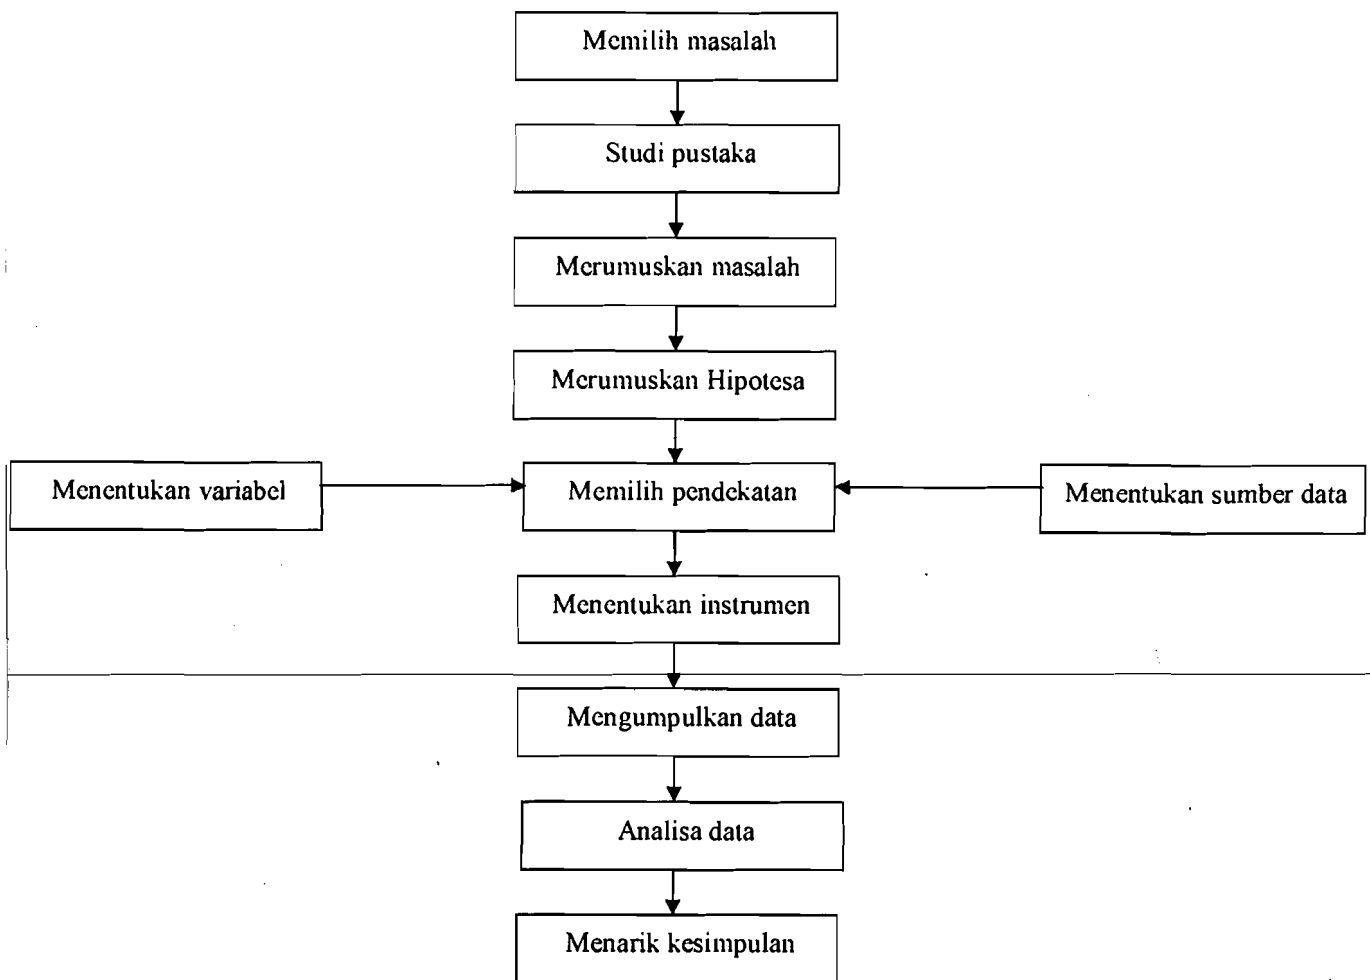 Memilih masalah
Studi pustaka
Merumuskan masalah
Merumuskan Hipotesa
Menentukan variabel
Memilih pendekatan
Menentukan sumber data
Menentukan instrumen
Mengumpulkan data
Analisa data
Menarik kesimpulan